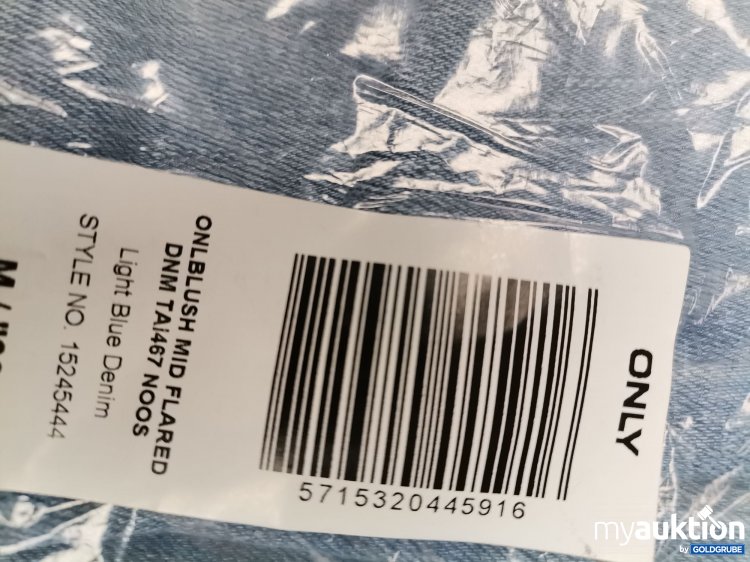 ONLY
5715320445916
ONLBLUSH MID FLARED
DNM TAI467 NOOS
Light Blue Denim
STYLE NO. 15245444
M /
myauktion
by GOLDGRUBE